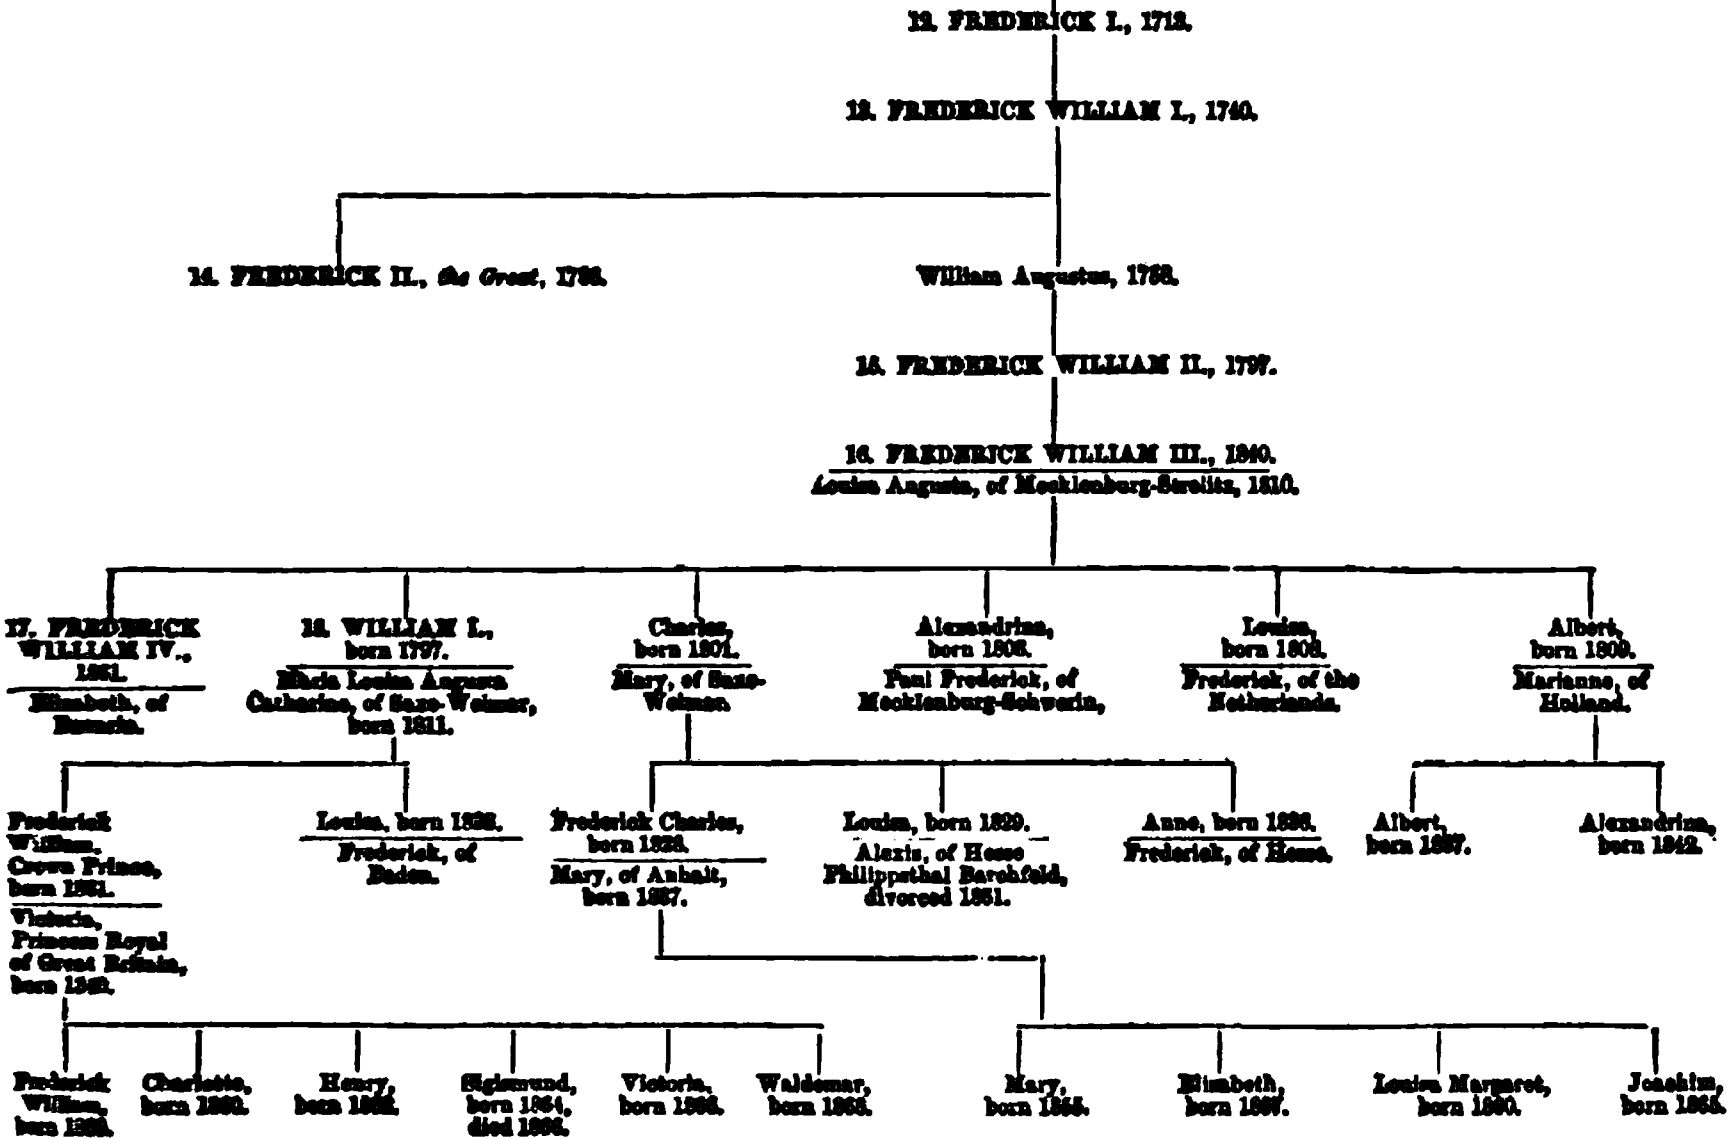 12. FREDERICK I., 1713.
13. FREDERICK WILLIAM I., 1740.
14. FREDERICK II., the Great, 1786.
William Augustus, 1758.
15. FREDERICK WILLIAM II., 1797.
16. FREDERICK WILLIAM III., 1840.
Louisa Augusta, of Mecklenburg-Strelitz, 1810.
17. FREDERICK
WILLIAM IV.,
1861.
Elizabeth, of
Bavaria.
18. WILLIAM I.,
born 1797.
Maria Louisa Augusta
Catharine, of Saxe-Weimar,
born 1811.
Charles,
born 1801.
Mary, of Saxe-
Weimar.
Alexandrina,
born 1803.
Paul Frederick, of
Mecklenburg-Schwerin,
Louisa,
born 1808.
Frederick, of the
Netherlands.
Albert,
born 1809.
Marianne, of
Holland.
Frederick
William,
Crown Prince,
born 1831.
Victoria,
Princess Royal
of Great Britain,
born 1840.
Louisa, born 1838.
Frederick, of
Baden.
Frederick Charles,
born 1828.
Mary, of Anhalt,
born 1837.
Louisa, born 1829.
Alexis, of Hesse
Philippsthal Barchfeld,
divorced 1861.
Anne, born 1836.
Frederick, of Hesse.
Albert,
born 1837.
Alexandrina,
born 1842.
Frederick
William,
born 1859.
Charlotte,
born 1860.
Henry,
born 1862.
Sigismund,
born 1864,
died 1866.
Victoria,
born 1866.
Waldemar,
born 1868.
Mary,
born 1855.
Elizabeth,
born 1857.
Louisa Margaret,
born 1860.
Joachim,
born 1865.